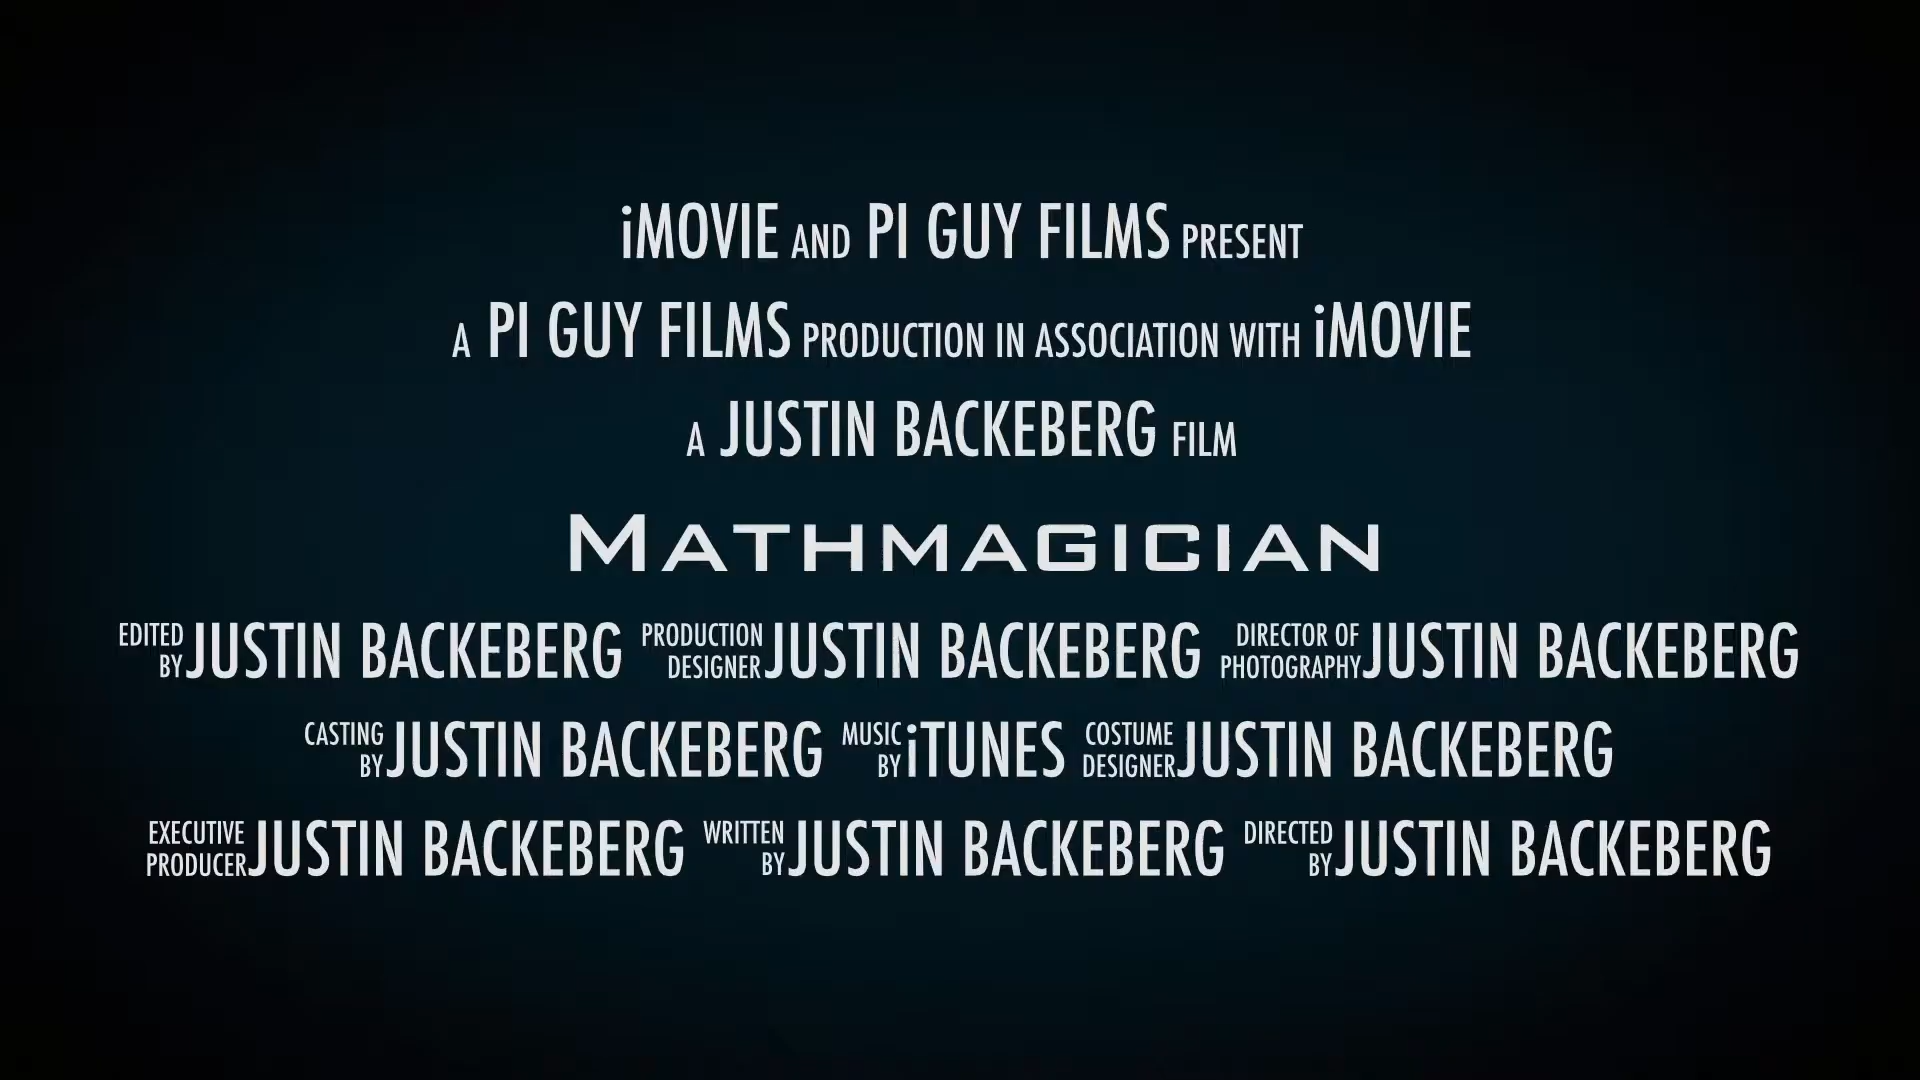 iMOVIE AND PI GUY FILMS PRESENT
A PI GUY FILMS PRODUCTION IN ASSOCIATION WITH iMOVIE
A JUSTIN BACKEBERG FILM
MATHMAGICIAN
EDITED BY JUSTIN BACKEBERG PRODUCTION DESIGNER JUSTIN BACKEBERG DIRECTOR OF PHOTOGRAPHY JUSTIN BACKEBERG
CASTING BY JUSTIN BACKEBERG MUSIC BY iTUNES COSTUME DESIGNER JUSTIN BACKEBERG
EXECUTIVE PRODUCER JUSTIN BACKEBERG WRITTEN BY JUSTIN BACKEBERG DIRECTED BY JUSTIN BACKEBERG